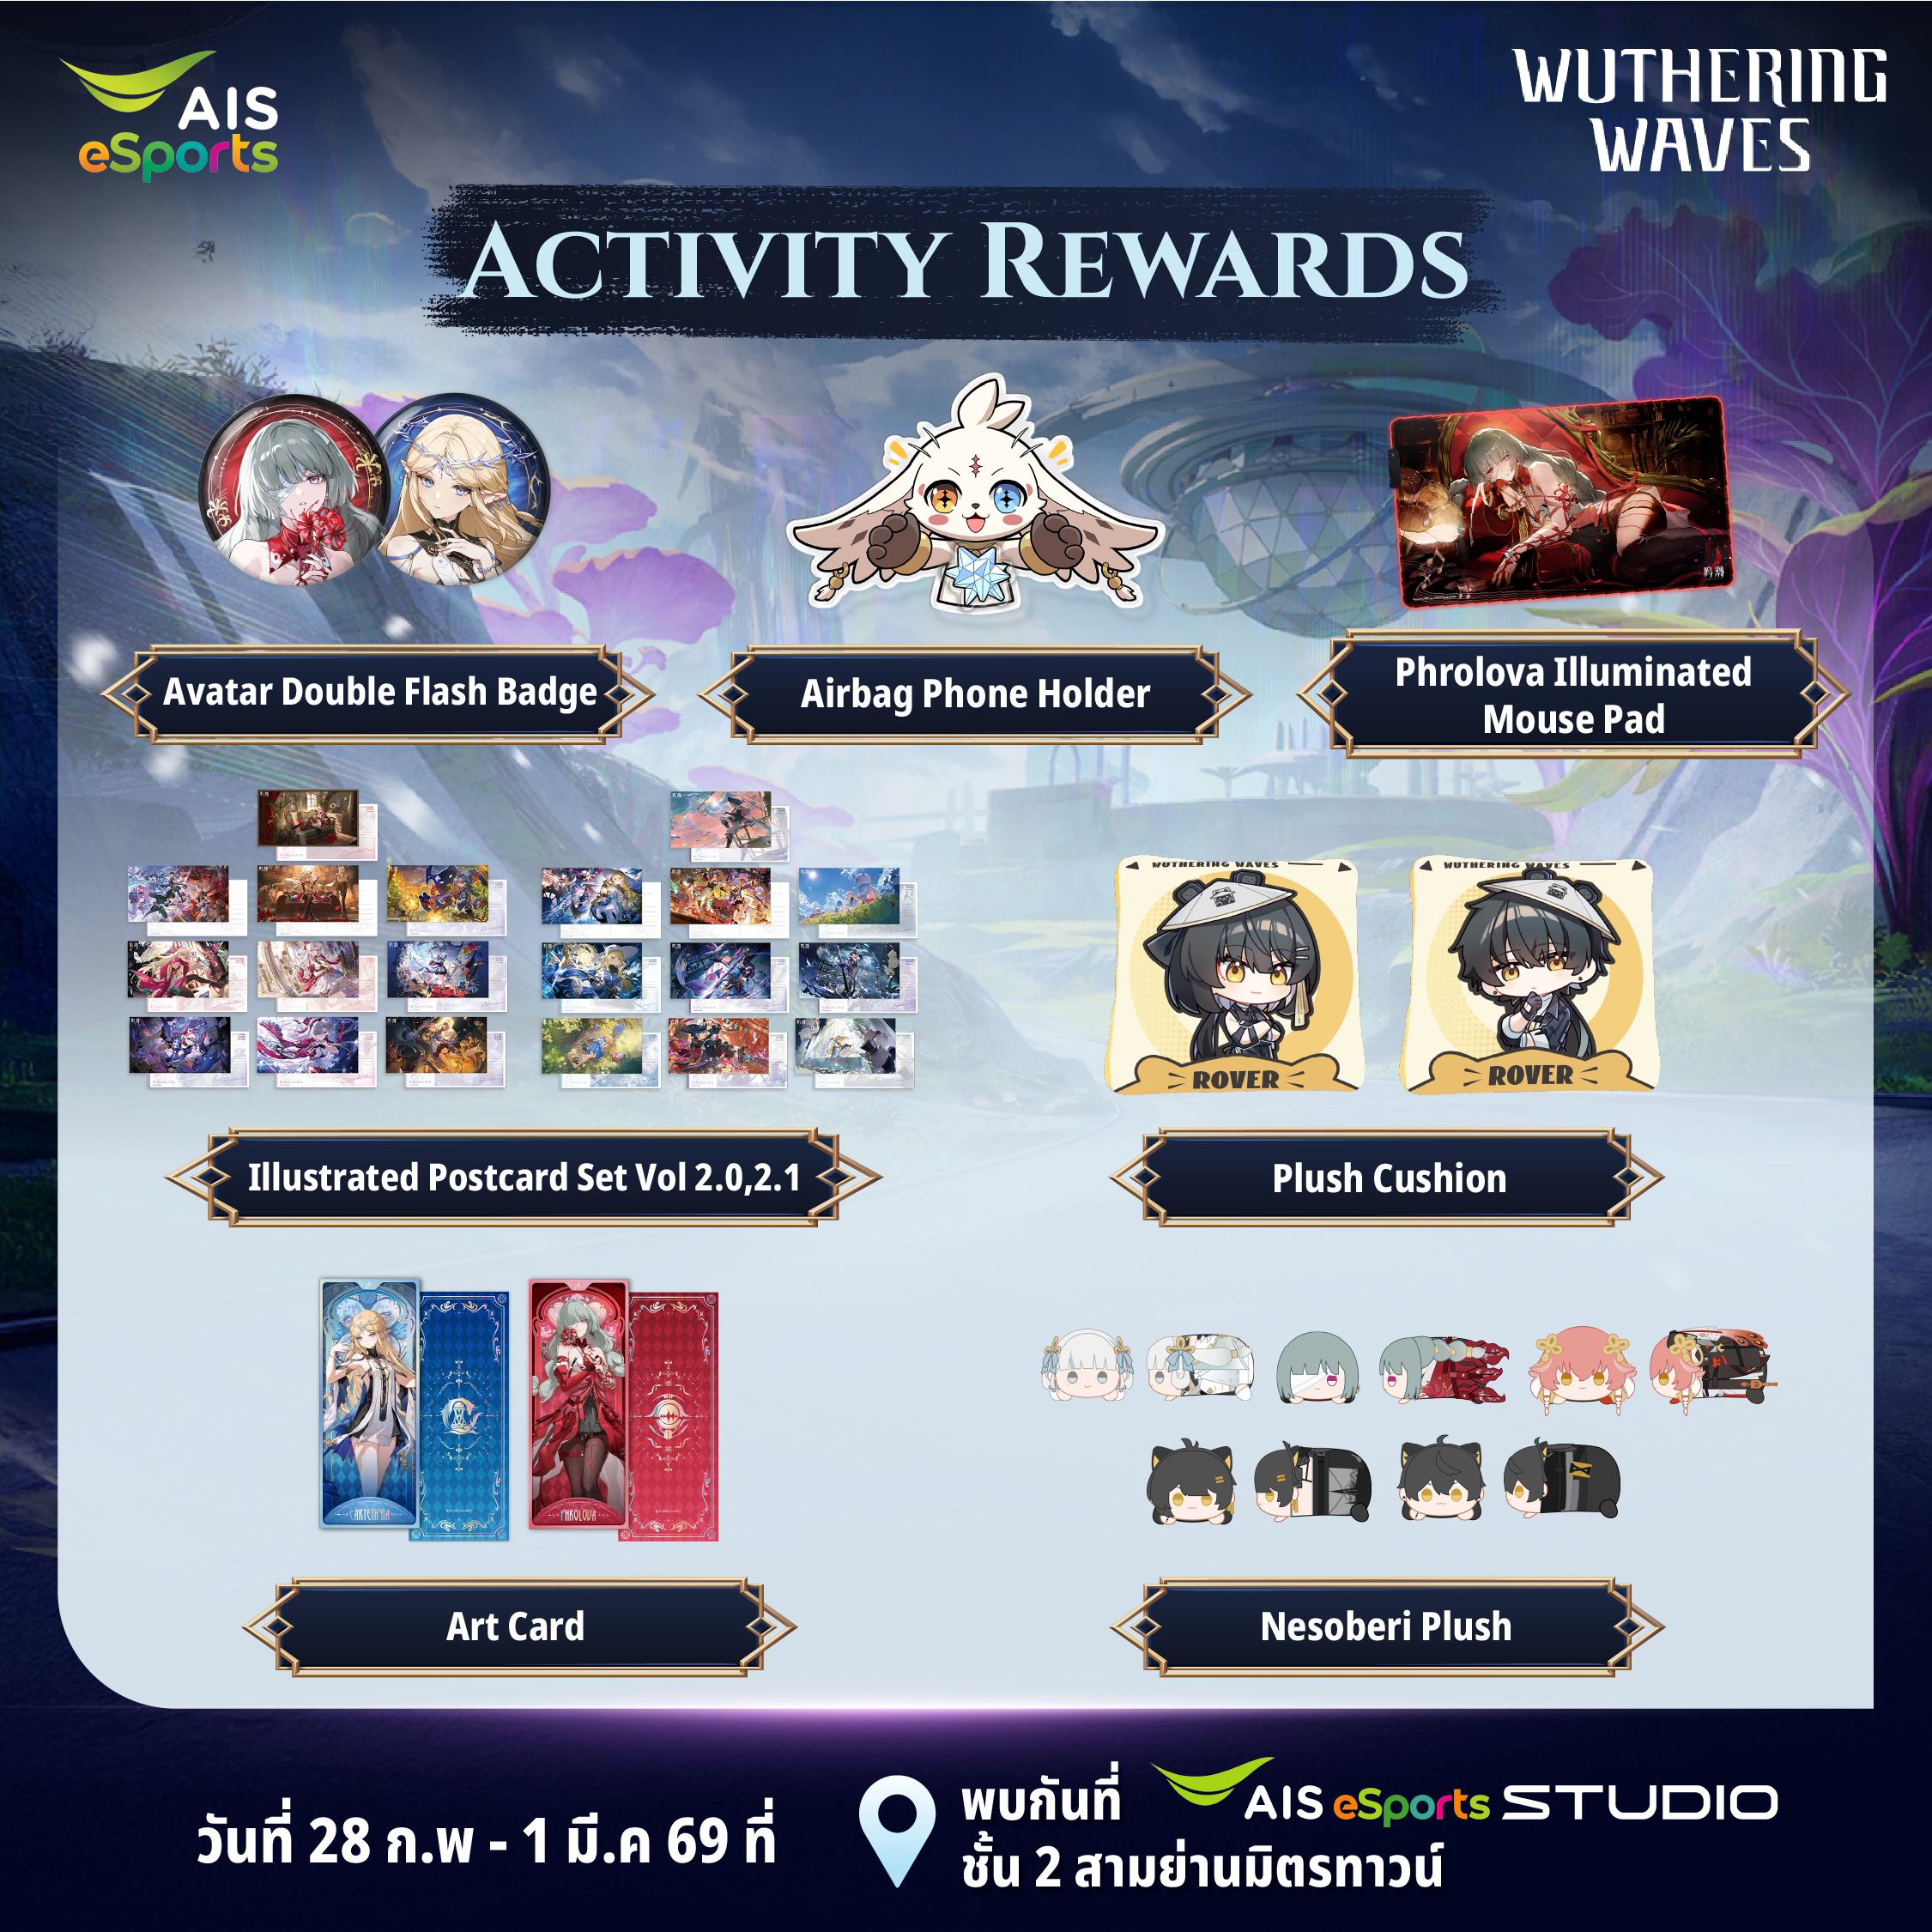 AIS
eSports
WUTHERING
WAVES
ACTIVITY REWARDS
Avatar Double Flash Badge
Airbag Phone Holder
Phrolova Illuminated
Mouse Pad
WUTHERING WAVES
ROVER
WUTHERING WAVES
ROVER
Illustrated Postcard Set Vol 2.0,2.1
Plush Cushion
CARTETHYIA
PHROLOVA
Art Card
Nesoberi Plush
วันที่ 28 ก.พ - 1 มี.ค 69 ที่
พบกันที่ AIS eSports STUDIO
ชั้น 2 สามย่านมิตรทาวน์